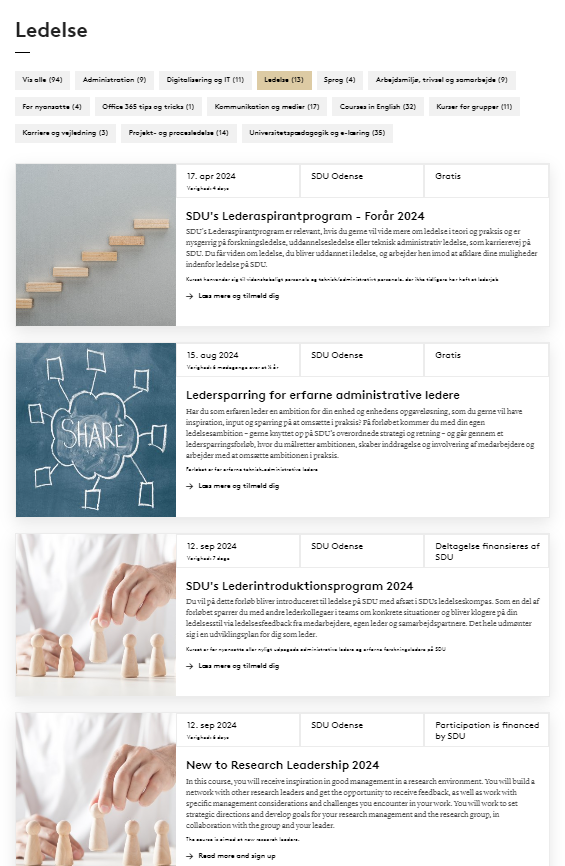 Ledelse
Vis alle (94)
Administration (9)
Digitalisering og IT (11)
Ledelse (13)
Sprog (4)
Arbejdsmiljø, trivsel og samarbejde (9)
For nyansatte (4)
Office 365 tips og tricks (1)
Kommunikation og medier (17)
Courses in English (32)
Kurser for grupper (11)
Karriere og vejledning (3)
Projekt- og procesledelse (14)
Universitetspædagogik og e-læring (35)
17. apr 2024
Varighed: 4 days
SDU Odense
Gratis
SDU's Lederaspirantprogram - Forår 2024
SDU's Lederaspirantprogram er relevant, hvis du gerne vil vide mere om ledelse i teori og praksis og er
nysgerrig på forskningsledelse, uddannelsesledelse eller teknisk administrativ ledelse, som karrierevej på
SDU. Du får viden om ledelse, du bliver uddannet i ledelse, og arbejder hen imod at afklare dine muligheder
indenfor ledelse på SDU.
Kurset henvender sig til videnskabeligt personale og teknisk/administrativt personale, der ikke tidligere har haft et lederjob
→ Læs mere og tilmeld dig
15. aug 2024
Varighed: 6 mødegange over et ½ år
SDU Odense
Gratis
SHARE
Ledersparring for erfarne administrative ledere
Har du som erfaren leder en ambition for din enhed og enhedens opgaveløsning, som du gerne vil have
inspiration, input og sparring på at omsætte i praksis? På forløbet kommer du med din egen
ledelsesambition – gerne knyttet op på SDU's overordnede strategi og retning – og går gennem et
ledersparringsforløb, hvor du målretter ambitionen, skaber inddragelse og involvering af medarbejdere og
arbejder med at omsætte ambitionen i praksis.
Forløbet er for erfarne teknisk/administrative ledere
→ Læs mere og tilmeld dig
12. sep 2024
Varighed: 7 dage
SDU Odense
Deltagelse finansieres af
SDU
SDU's Lederintroduktionsprogram 2024
Du vil på dette forløb bliver introduceret til ledelse på SDU med afsæt i SDUs ledelseskompas. Som en del af
forløbet sparrer du med andre lederkollegaer i teams om konkrete situationer og bliver klogere på din
ledelsesstil via ledelsesfeedback fra medarbejdere, egen leder og samarbejdspartnere. Det hele udmønter
sig i en udviklingsplan for dig som leder.
Kurset er for nyansatte eller nyligt udpegede administrative ledere og erfarne forskningsledere på SDU
→ Læs mere og tilmeld dig
12. sep 2024
Varighed: 6 days
SDU Odense
Participation is financed
by SDU
New to Research Leadership 2024
In this course, you will receive inspiration in good management in a research environment. You will build a
network with other research leaders and get the opportunity to receive feedback, as well as work with
specific management considerations and challenges you encounter in your work. You will work to set
strategic directions and develop goals for your research management and the research group, in
collaboration with the group and your leader.
The course is aimed at new research leaders.
→ Read more and sign up